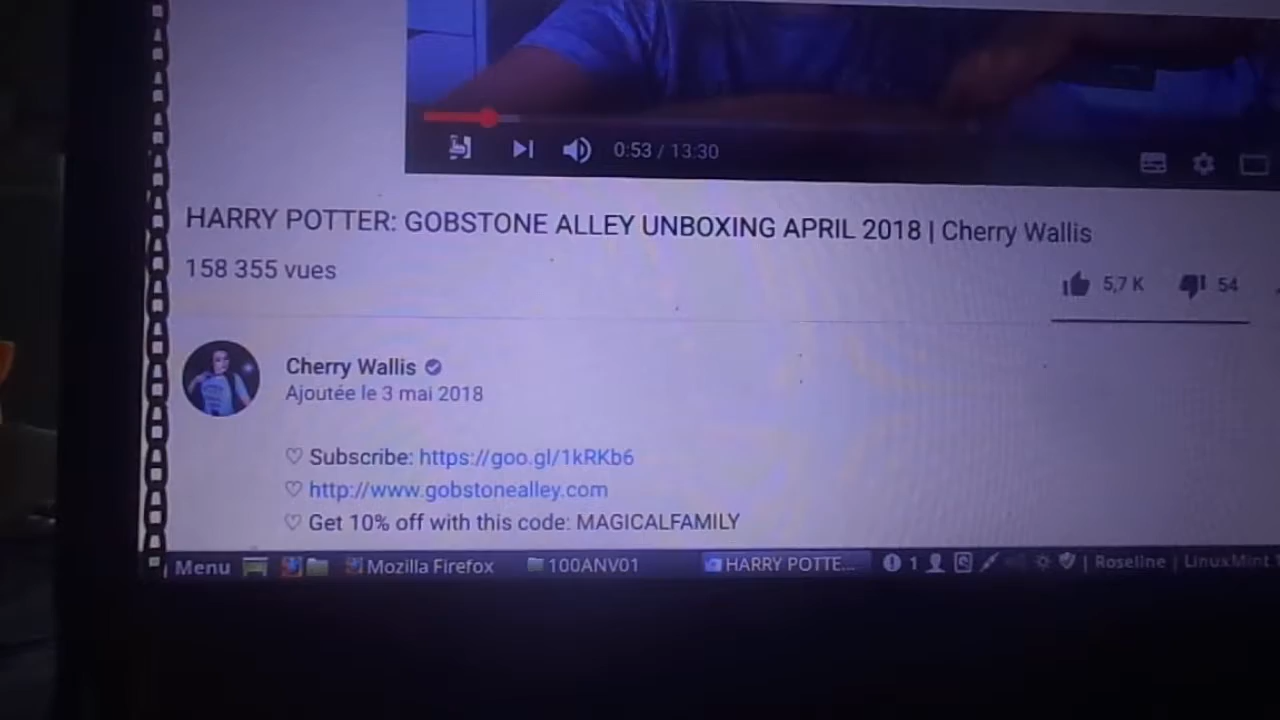 0:53 / 13:30
HARRY POTTER: GOBSTONE ALLEY UNBOXING APRIL 2018 | Cherry Wallis
158 355 vues
5,7 K 54
Cherry Wallis
Ajoutée le 3 mai 2018
♡ Subscribe: https://goo.gl/1kRKb6
♡ http://www.gobstonealley.com
♡ Get 10% off with this code: MAGICALFAMILY
Menu Mozilla Firefox 100ANV01 HARRY POTTE... 1 | Roseline | LinuxMint